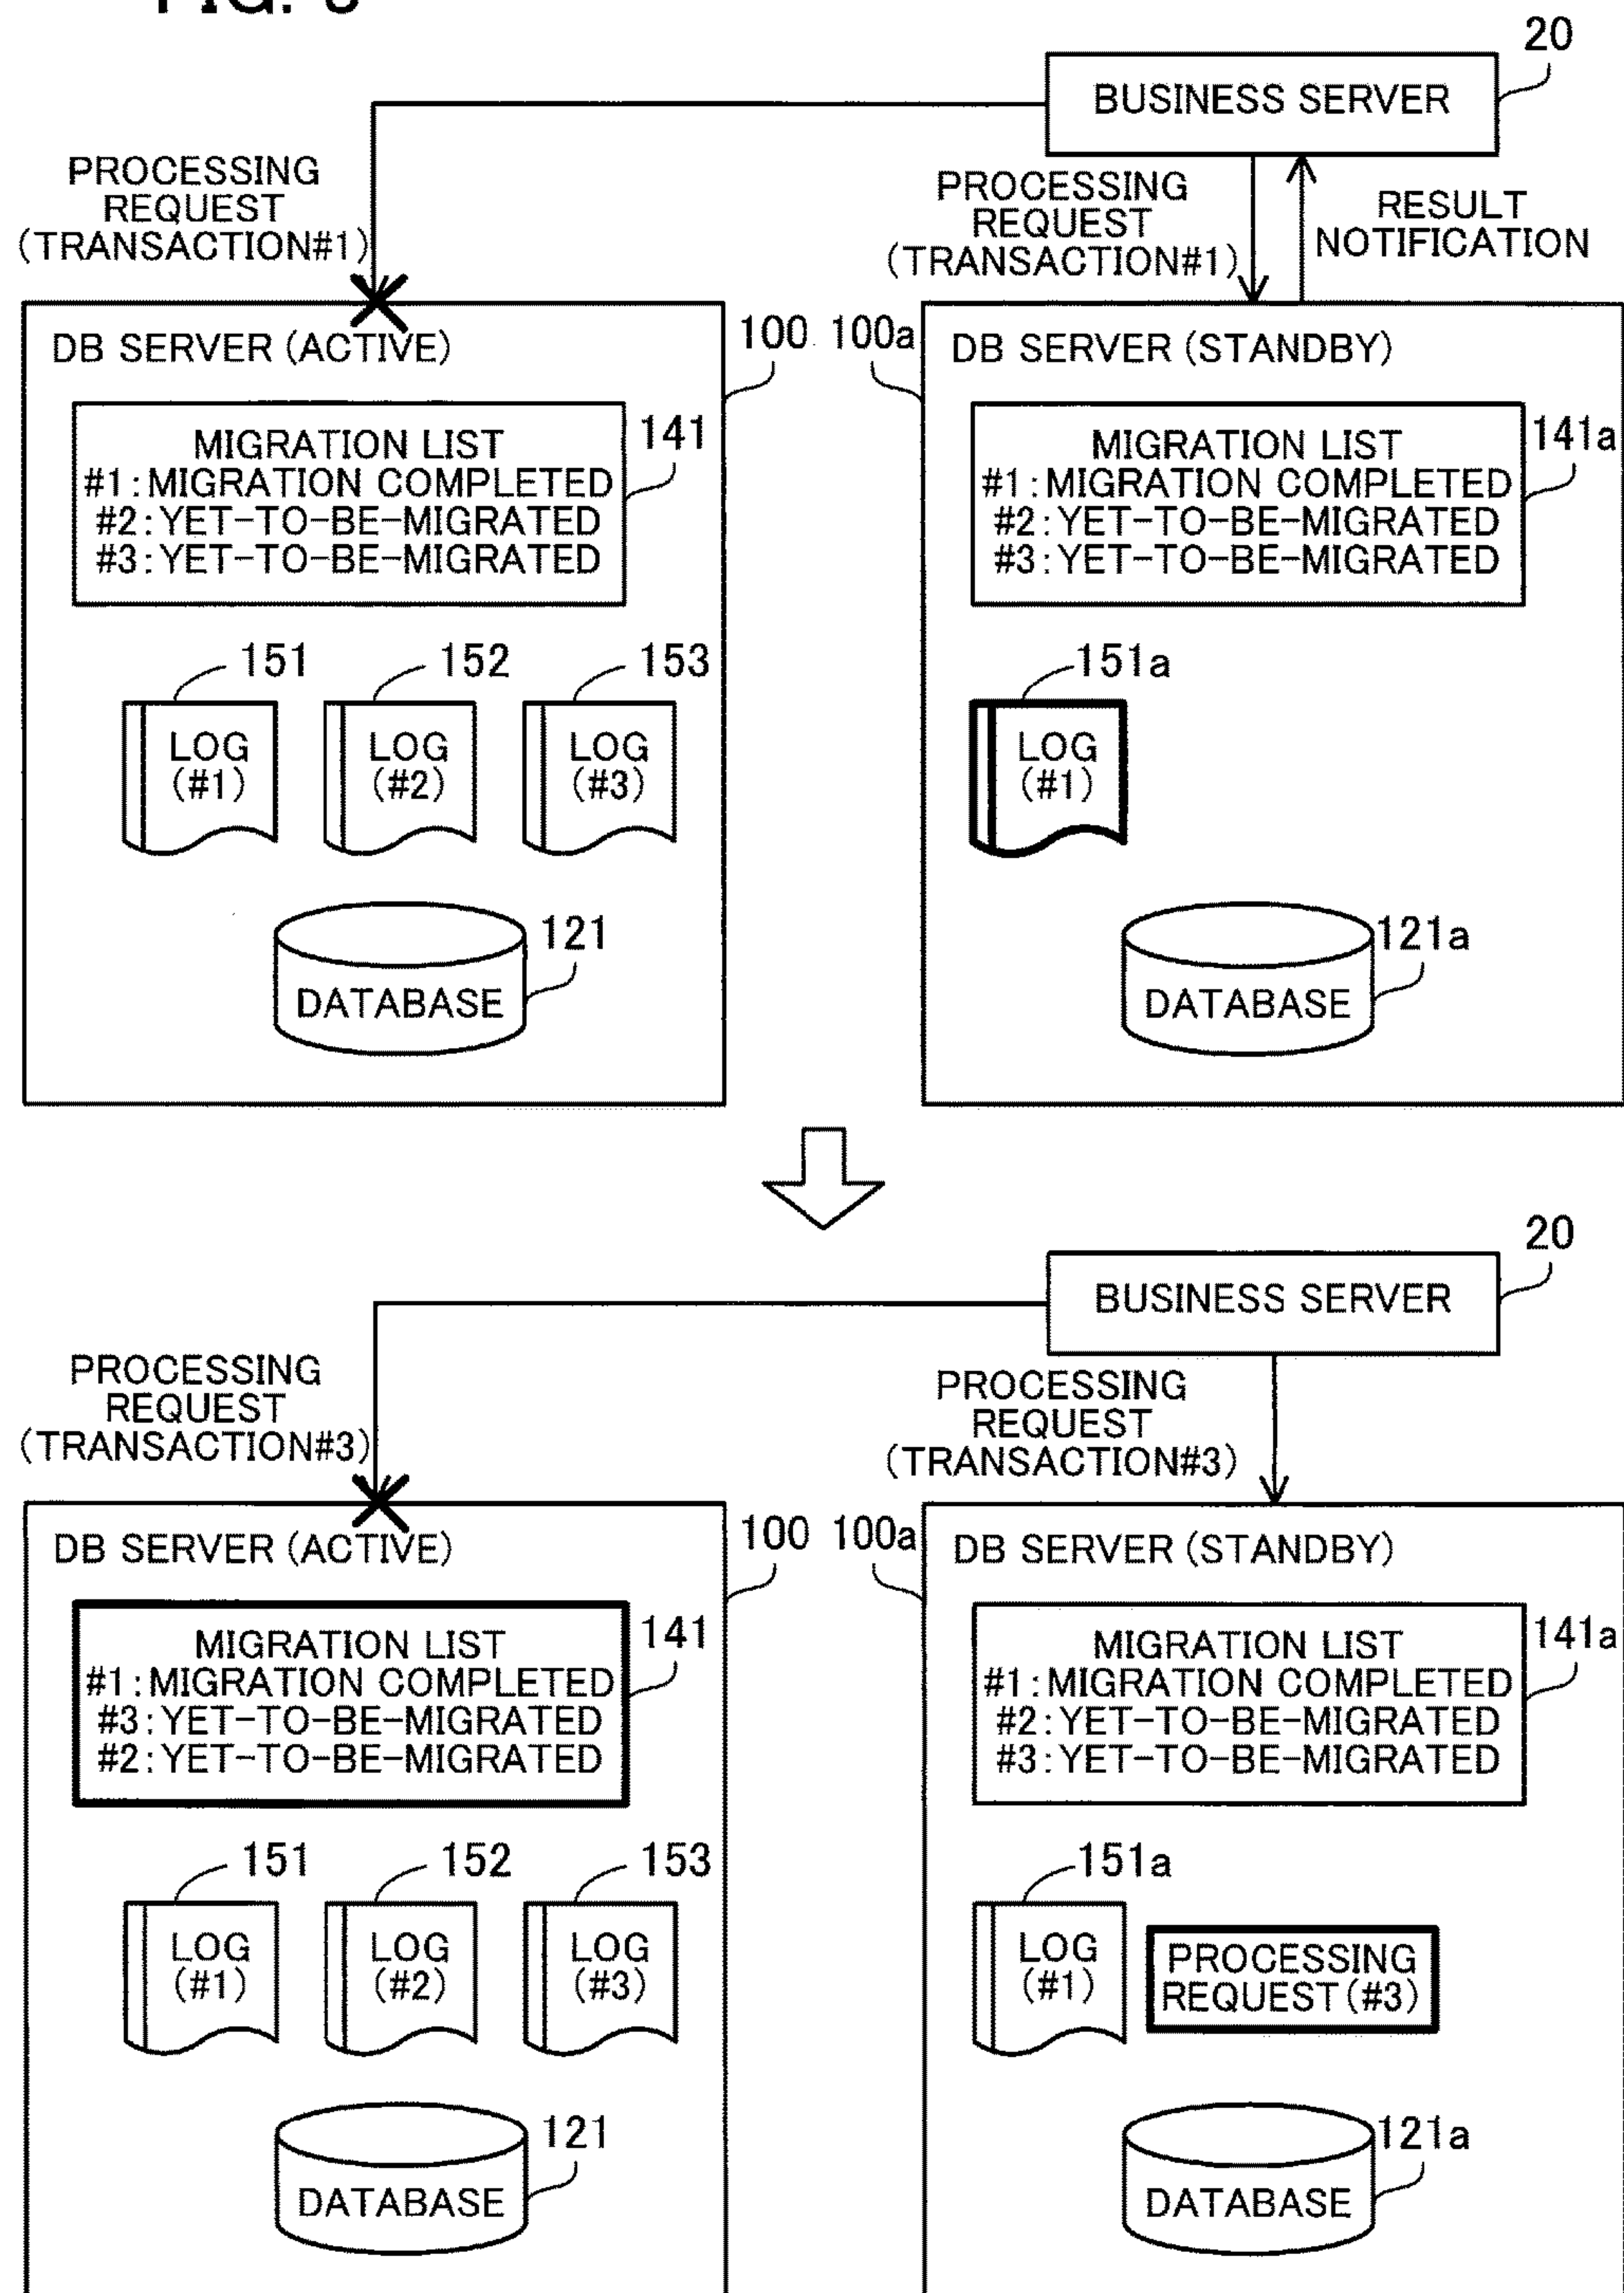 20
BUSINESS SERVER
PROCESSING
REQUEST
(TRANSACTION#1)
PROCESSING
REQUEST
(TRANSACTION#1)
RESULT
NOTIFICATION
DB SERVER (ACTIVE)
100
MIGRATION LIST
#1:MIGRATION COMPLETED
#2:YET-TO-BE-MIGRATED
#3:YET-TO-BE-MIGRATED
141
151
LOG
(#1)
152
LOG
(#2)
153
LOG
(#3)
121
DATABASE
100a
DB SERVER (STANDBY)
MIGRATION LIST
#1:MIGRATION COMPLETED
#2:YET-TO-BE-MIGRATED
#3:YET-TO-BE-MIGRATED
141a
151a
LOG
(#1)
121a
DATABASE
20
BUSINESS SERVER
PROCESSING
REQUEST
(TRANSACTION#3)
PROCESSING
REQUEST
(TRANSACTION#3)
DB SERVER (ACTIVE)
100
MIGRATION LIST
#1:MIGRATION COMPLETED
#3:YET-TO-BE-MIGRATED
#2:YET-TO-BE-MIGRATED
141
151
LOG
(#1)
152
LOG
(#2)
153
LOG
(#3)
121
DATABASE
100a
DB SERVER (STANDBY)
MIGRATION LIST
#1:MIGRATION COMPLETED
#2:YET-TO-BE-MIGRATED
#3:YET-TO-BE-MIGRATED
141a
151a
LOG
(#1)
PROCESSING
REQUEST (#3)
121a
DATABASE